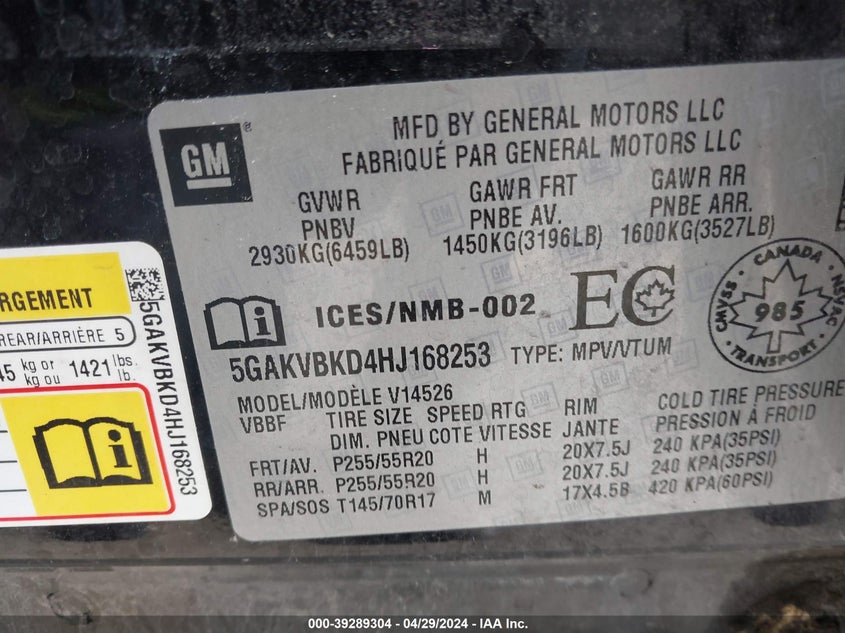 MFD BY GENERAL MOTORS LLC
FABRIQUÉ PAR GENERAL MOTORS LLC
GM
®
GVWR GAWR FRT GAWR RR
PNBV PNBE AV. PNBE ARR.
2930KG(6459LB) 1450KG(3196LB) 1600KG(3527LB)
i ICES/NMB-002 EC
CANADA
CMVSS 985 NSVAC
TRANSPORT
5GAKVBKD4HJ168253 TYPE: MPV/VTUM
MODEL/MODÈLE V14526
VBBF TIRE SIZE SPEED RTG RIM COLD TIRE PRESSURE
DIM. PNEU COTE VITESSE JANTE PRESSION À FROID
FRT/AV. P255/55R20 H 20X7.5J 240 KPA(35PSI)
RR/ARR. P255/55R20 H 20X7.5J 240 KPA(35PSI)
SPA/SOS T145/70R17 M 17X4.5B 420 KPA(60PSI)
RGEMENT
REAR/ARRIÈRE 5
45 kg or 1421 lbs.
kg ou lb.
i
5GAKVBKD4HJ168253
000-39289304 - 04/29/2024 - IAA Inc.